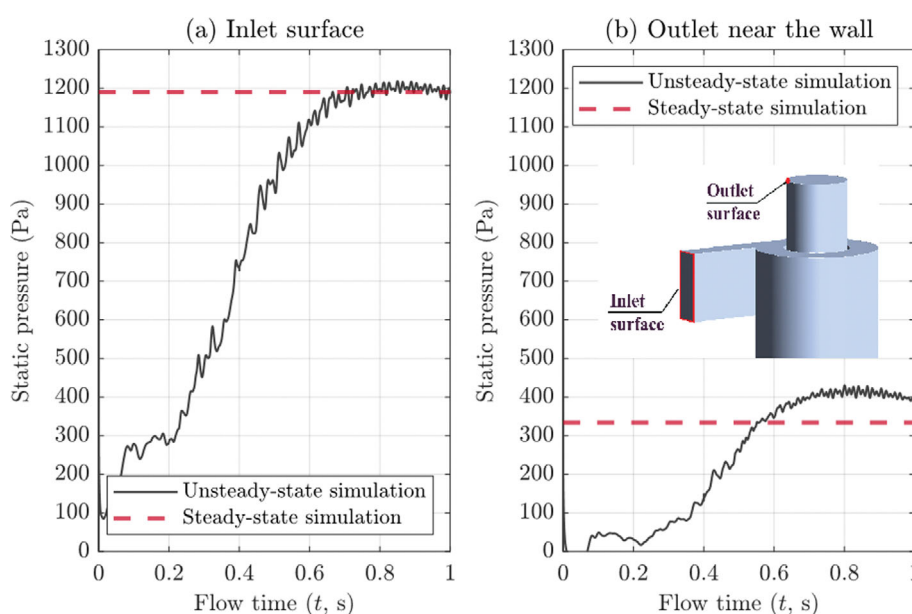 (a) Inlet surface
1300
1200
1100
1000
900
800
700
600
500
400
300
200
100
0
Static pressure (Pa)
Unsteady-state simulation
Steady-state simulation
0 0.2 0.4 0.6 0.8 1
Flow time (t, s)
(b) Outlet near the wall
1300
1200
1100
1000
900
800
700
600
500
400
300
200
100
0
Static pressure (Pa)
Unsteady-state simulation
Steady-state simulation
Outlet
surface
Inlet
surface
0 0.2 0.4 0.6 0.8 1
Flow time (t, s)